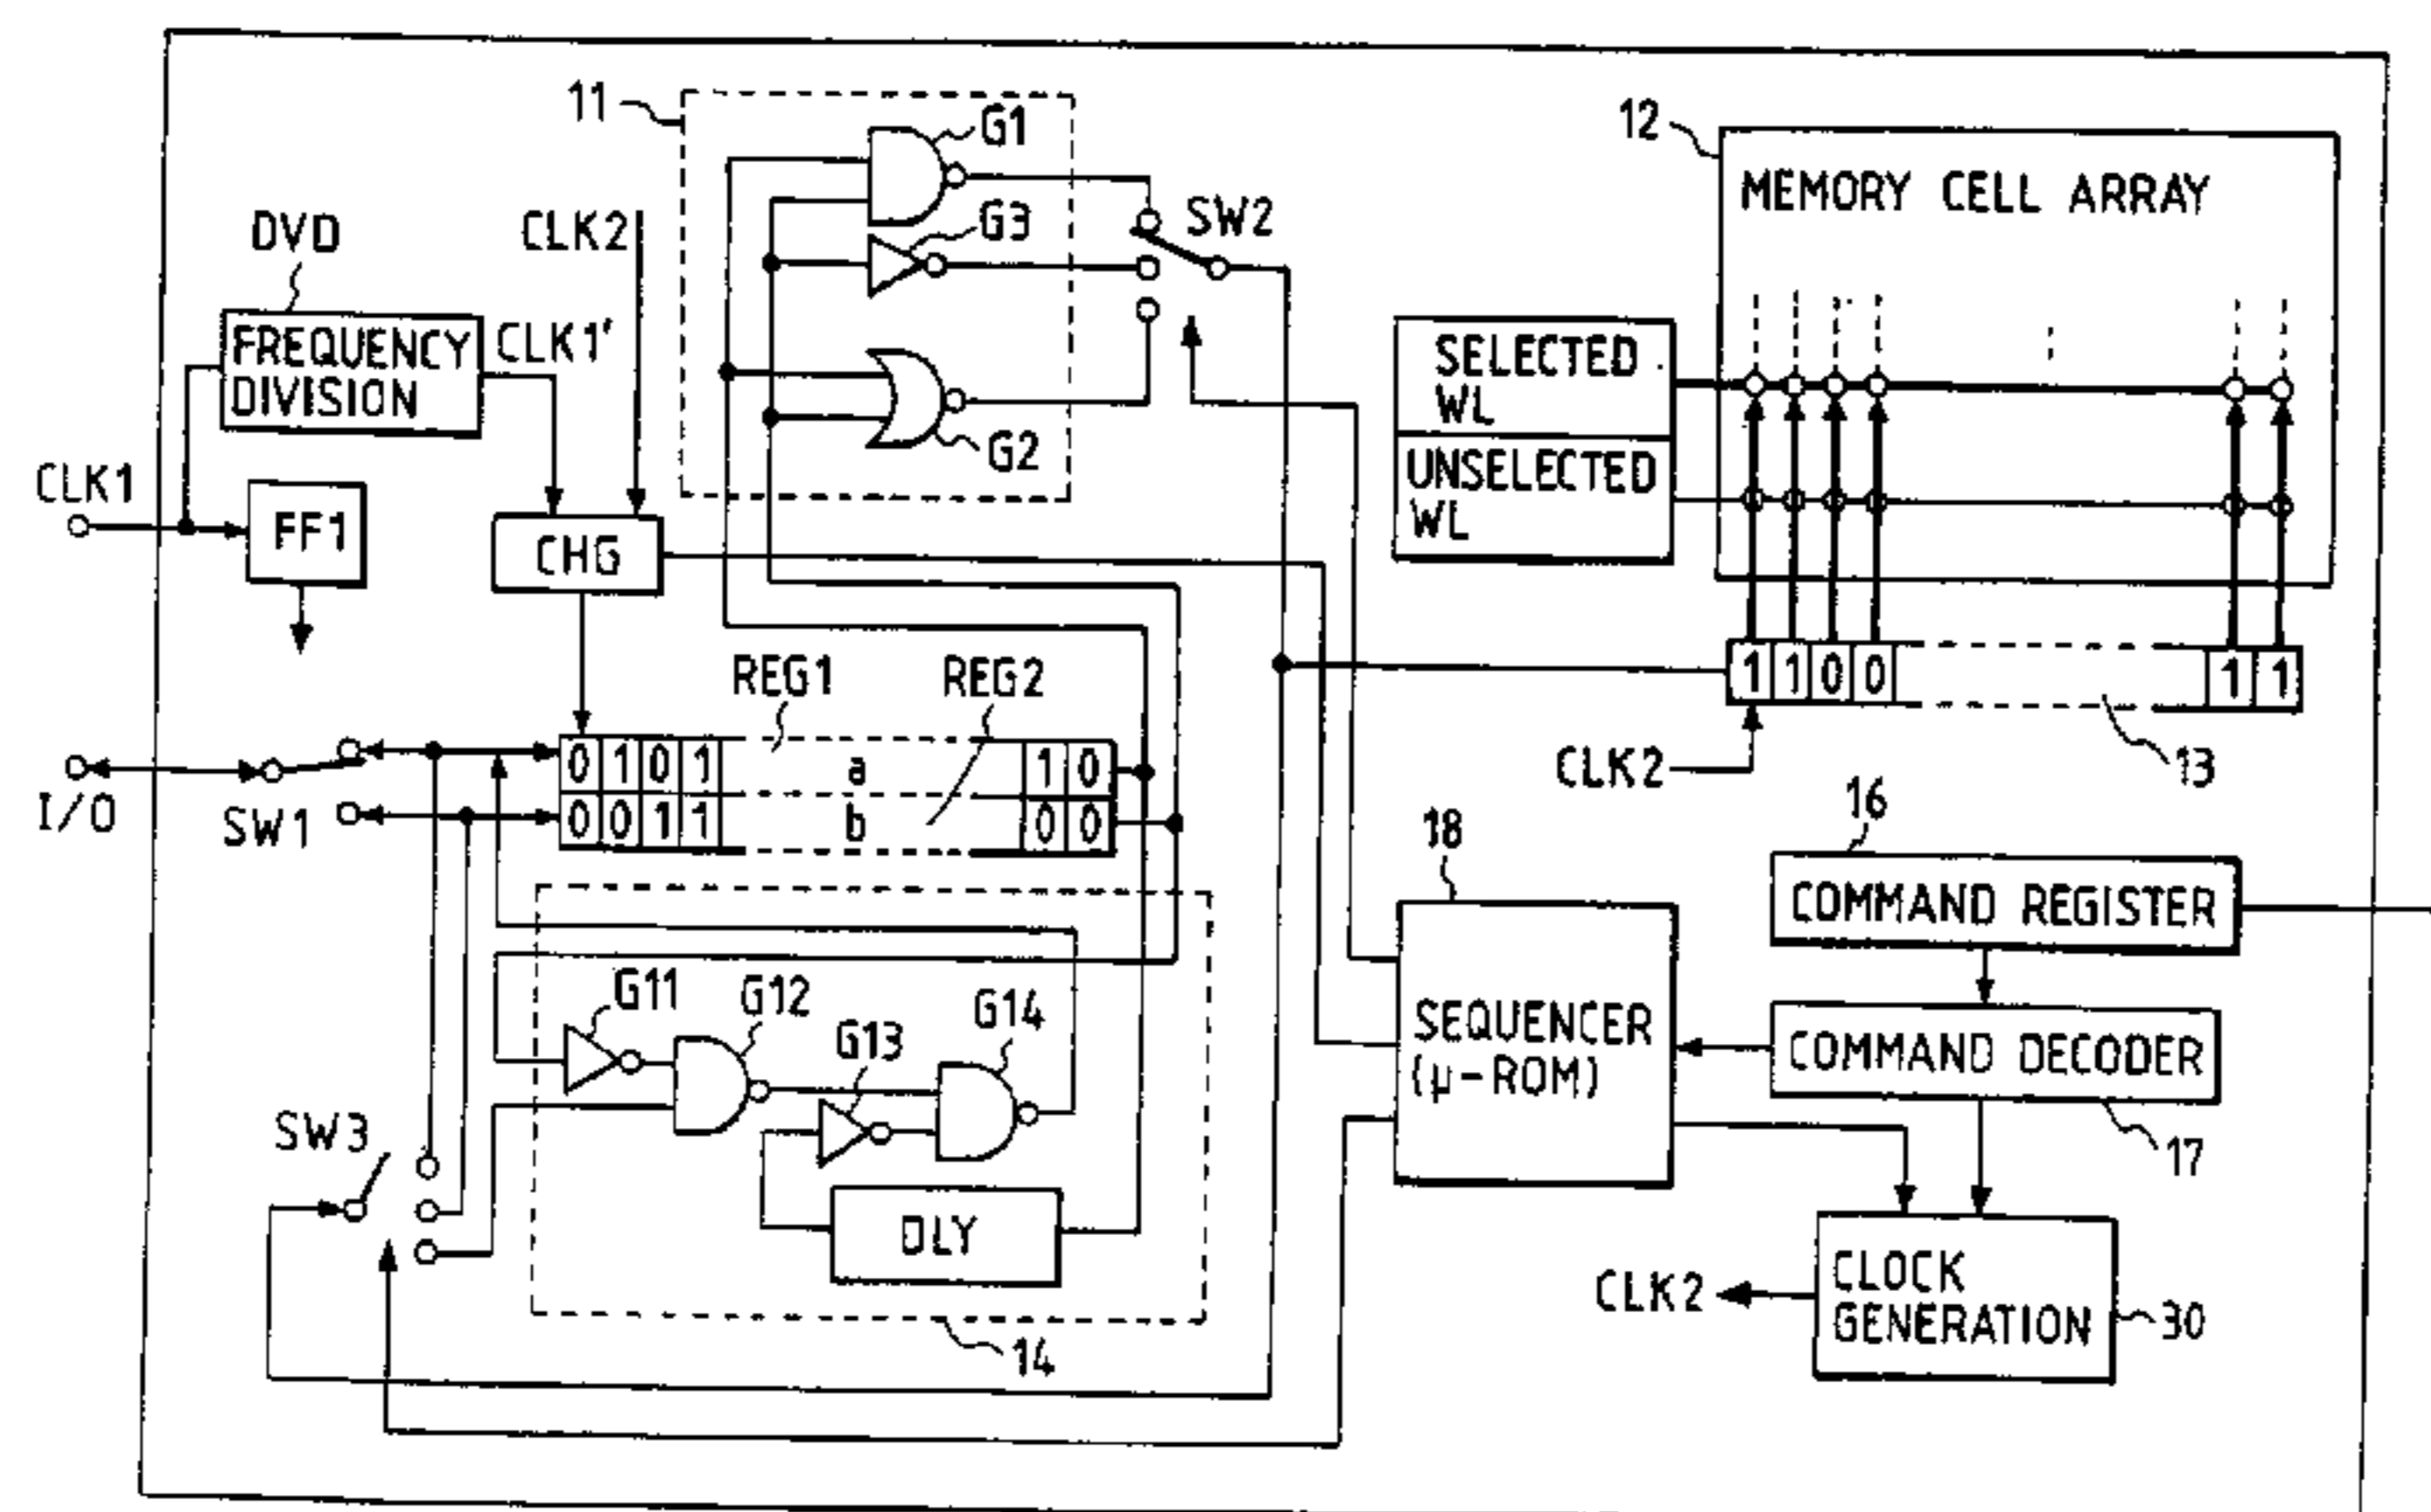 11
G1
12
MEMORY CELL ARRAY
G3
SW2
DVD
CLK2
FREQUENCY
DIVISION
CLK1'
SELECTED
WL
G2
UNSELECTED
WL
CLK1
FF1
CHG
REG1
REG2
1 1 0 0
1 1
CLK2
13
I/O
SW1
0 1 0 1
a
1 0
0 0 1 1
b
0 0
18
16
COMMAND REGISTER
G11
G12
G13
G14
SEQUENCER
(μ-ROM)
COMMAND DECODER
17
SW3
DLY
CLK2
CLOCK
GENERATION
30
14